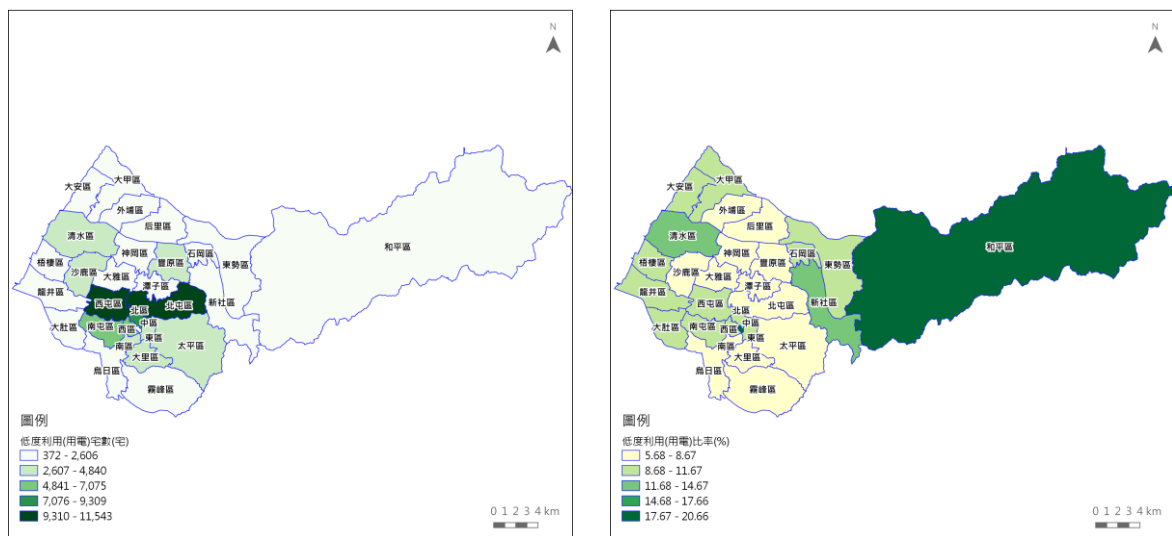 N
大安區
大甲區
外埔區
后里區
清水區
神岡區
豐原區
石岡區
東勢區
和平區
梧棲區
沙鹿區
大雅區
潭子區
龍井區
西屯區
北區
北屯區
新社區
大肚區
南屯區
西區
中區
東區
南區
大里區
太平區
烏日區
霧峰區
圖例
低度利用(用電)宅數(宅)
372 - 2,606
2,607 - 4,840
4,841 - 7,075
7,076 - 9,309
9,310 - 11,543
0 1 2 3 4 km
N
大安區
大甲區
外埔區
后里區
清水區
神岡區
豐原區
石岡區
東勢區
和平區
梧棲區
沙鹿區
大雅區
潭子區
龍井區
西屯區
北區
北屯區
新社區
大肚區
南屯區
西區
中區
東區
南區
大里區
太平區
烏日區
霧峰區
圖例
低度利用(用電)比率(%)
5.68 - 8.67
8.68 - 11.67
11.68 - 14.67
14.68 - 17.66
17.67 - 20.66
0 1 2 3 4 km